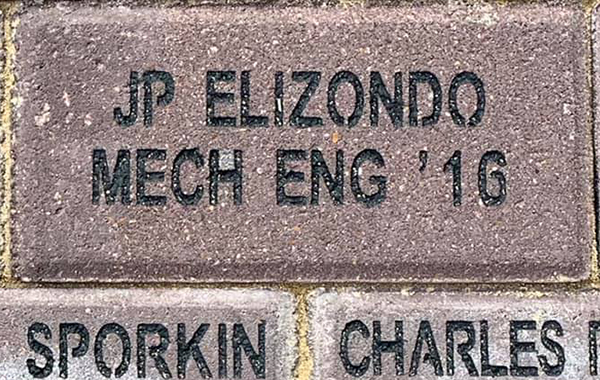 JP ELIZONDO
MECH ENG '16
SPORKIN
CHARLES